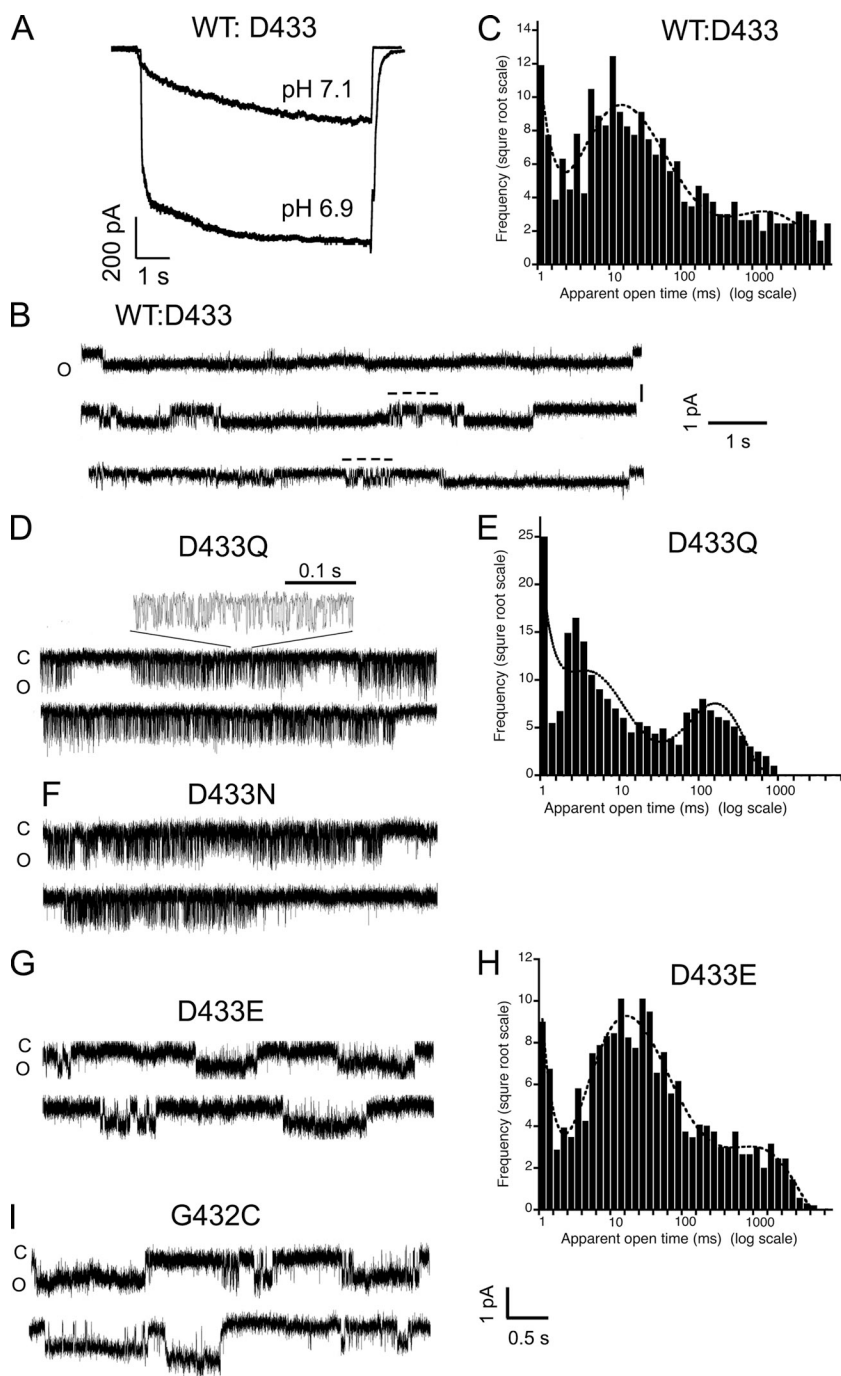 A
WT: D433
pH 7.1
pH 6.9
200 pA
1 s
C
WT:D433
Frequency (squre root scale)
14
12
10
8
6
4
2
0
1 10 100 1000
Apparent open time (ms) (log scale)
B
WT:D433
O
1 pA
1 s
D
D433Q
0.1 s
C
O
E
D433Q
Frequency (squre root scale)
25
20
15
10
5
0
1 10 100 1000
Apparent open time (ms) (log scale)
F
D433N
C
O
G
D433E
C
O
H
D433E
Frequency (squre root scale)
12
10
8
6
4
2
0
1 10 100 1000
Apparent open time (ms) (log scale)
I
G432C
C
O
1 pA
0.5 s